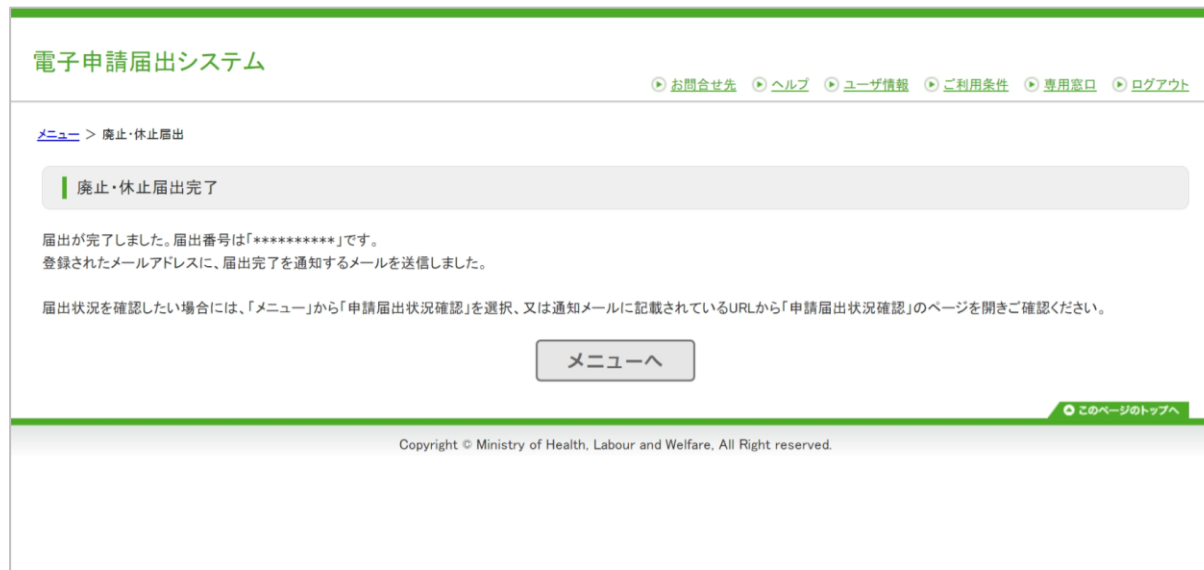 電子申請届出システム
お問合せ先 ヘルプ ユーザ情報 ご利用条件 専用窓口 ログアウト
メニュー > 廃止・休止届出
廃止・休止届出完了
届出が完了しました。届出番号は「**********」です。
登録されたメールアドレスに、届出完了を通知するメールを送信しました。
届出状況を確認したい場合には、「メニュー」から「申請届出状況確認」を選択、又は通知メールに記載されているURLから「申請届出状況確認」のページを開きご確認ください。
メニューへ
このページのトップへ
Copyright © Ministry of Health, Labour and Welfare, All Right reserved.